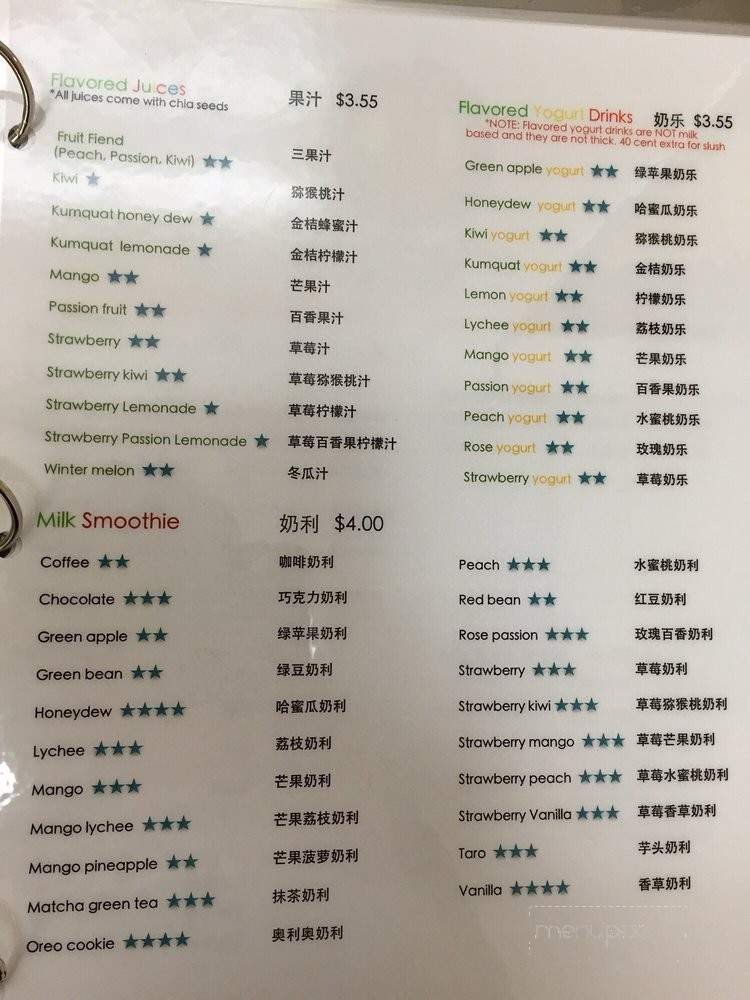 Flavored Juices 果汁 $3.55
*All juices come with chia seeds
Fruit Fiend
(Peach, Passion, Kiwi) ★★ 三果汁
Kiwi ★ 猕猴桃汁
Kumquat honey dew ★ 金桔蜂蜜汁
Kumquat lemonade ★ 金桔柠檬汁
Mango ★★ 芒果汁
Passion fruit ★★ 百香果汁
Strawberry ★★ 草莓汁
Strawberry kiwi ★★ 草莓猕猴桃汁
Strawberry Lemonade ★ 草莓柠檬汁
Strawberry Passion Lemonade ★ 草莓百香果柠檬汁
Winter melon ★★ 冬瓜汁
Flavored Yogurt Drinks 奶乐 $3.55
*NOTE: Flavored yogurt drinks are NOT milk
based and they are not thick. 40 cent extra for slush
Green apple yogurt ★★ 绿苹果奶乐
Honeydew yogurt ★★ 哈蜜瓜奶乐
Kiwi yogurt ★★ 猕猴桃奶乐
Kumquat yogurt ★★ 金桔奶乐
Lemon yogurt ★★ 柠檬奶乐
Lychee yogurt ★★ 荔枝奶乐
Mango yogurt ★★ 芒果奶乐
Passion yogurt ★★ 百香果奶乐
Peach yogurt ★★ 水蜜桃奶乐
Rose yogurt ★★ 玫瑰奶乐
Strawberry yogurt ★★ 草莓奶乐
Milk Smoothie 奶利 $4.00
Coffee ★★ 咖啡奶利
Chocolate ★★★ 巧克力奶利
Green apple ★★ 绿苹果奶利
Green bean ★★ 绿豆奶利
Honeydew ★★★★ 哈蜜瓜奶利
Lychee ★★★ 荔枝奶利
Mango ★★★ 芒果奶利
Mango lychee ★★★ 芒果荔枝奶利
Mango pineapple ★★ 芒果菠萝奶利
Matcha green tea ★★★ 抹茶奶利
Oreo cookie ★★★★ 奥利奥奶利
Peach ★★★ 水蜜桃奶利
Red bean ★★ 红豆奶利
Rose passion ★★★ 玫瑰百香奶利
Strawberry ★★★ 草莓奶利
Strawberry kiwi ★★★ 草莓猕猴桃奶利
Strawberry mango ★★★ 草莓芒果奶利
Strawberry peach ★★★ 草莓水蜜桃奶利
Strawberry Vanilla ★★★ 草莓香草奶利
Taro ★★★ 芋头奶利
Vanilla ★★★★ 香草奶利
menupix